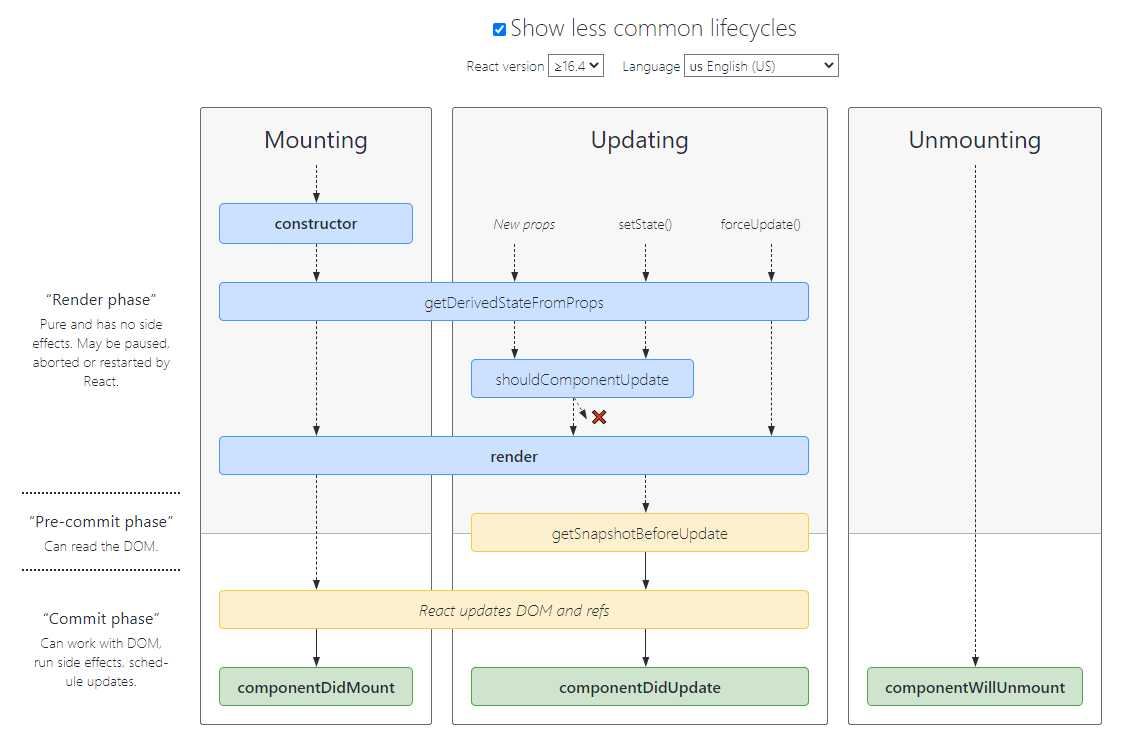 Show less common lifecycles
React version ≥16.4 Language us English (US)
Mounting
Updating
Unmounting
constructor
New props
setState()
forceUpdate()
“Render phase”
Pure and has no side
effects. May be paused,
aborted or restarted by
React.
getDerivedStateFromProps
shouldComponentUpdate
render
“Pre-commit phase”
Can read the DOM.
getSnapshotBeforeUpdate
“Commit phase”
Can work with DOM,
run side effects, sched-
ule updates.
React updates DOM and refs
componentDidMount
componentDidUpdate
componentWillUnmount